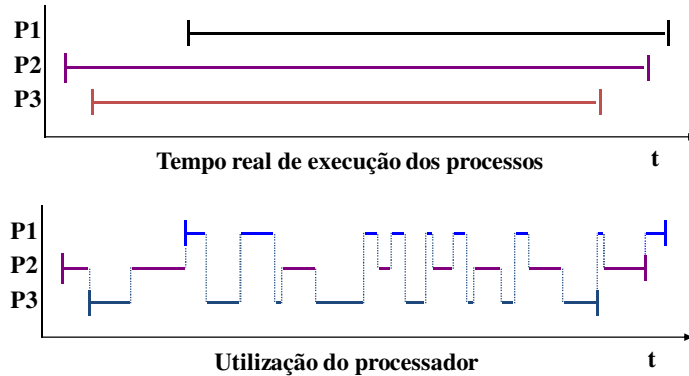 P1
P2
P3
Tempo real de execução dos processos t
P1
P2
P3
t
Utilização do processador